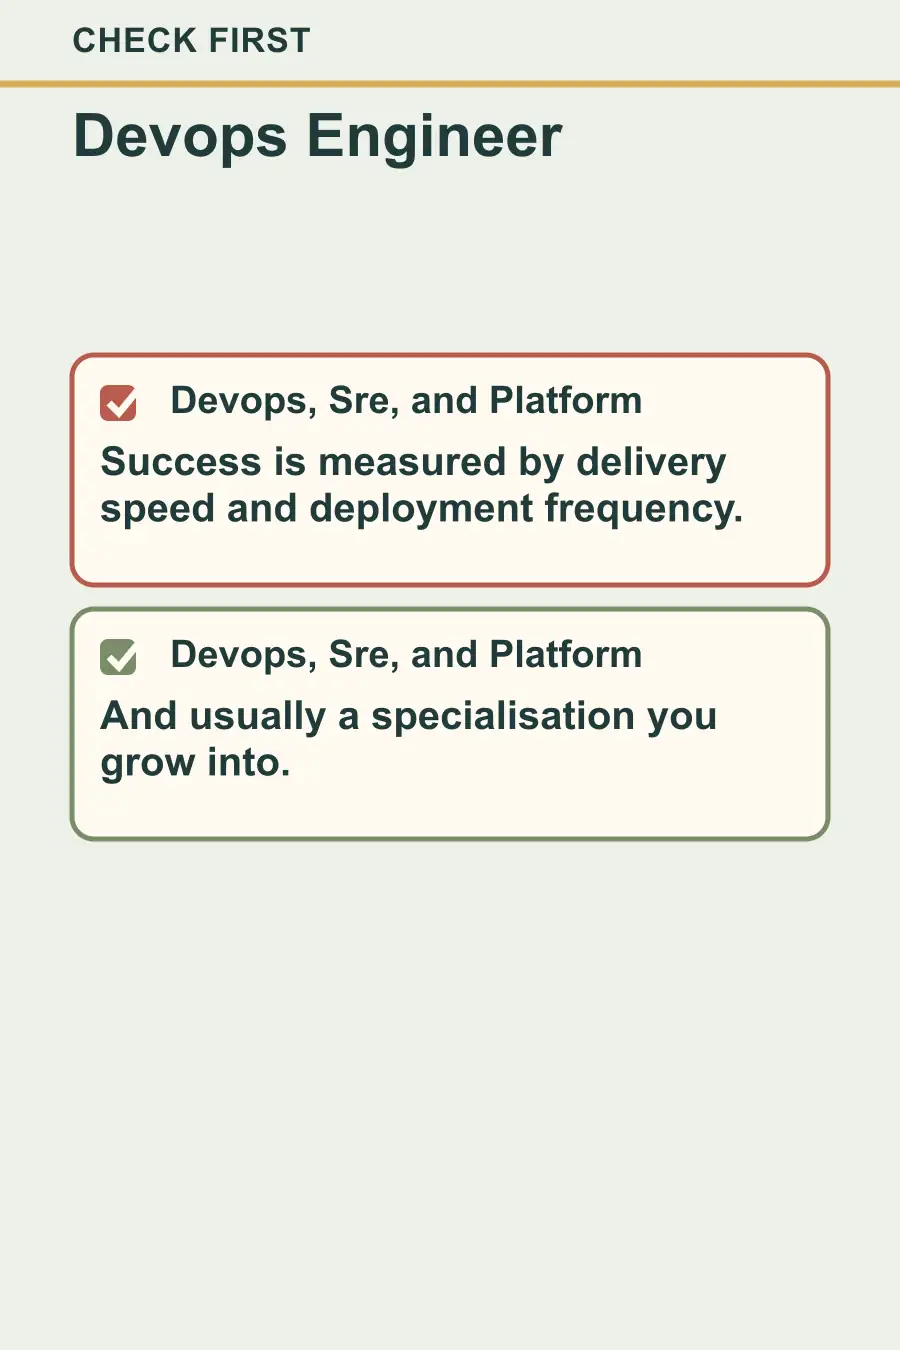 CHECK FIRST
Devops Engineer
Devops, Sre, and Platform
Success is measured by delivery
speed and deployment frequency.
Devops, Sre, and Platform
And usually a specialisation you
grow into.